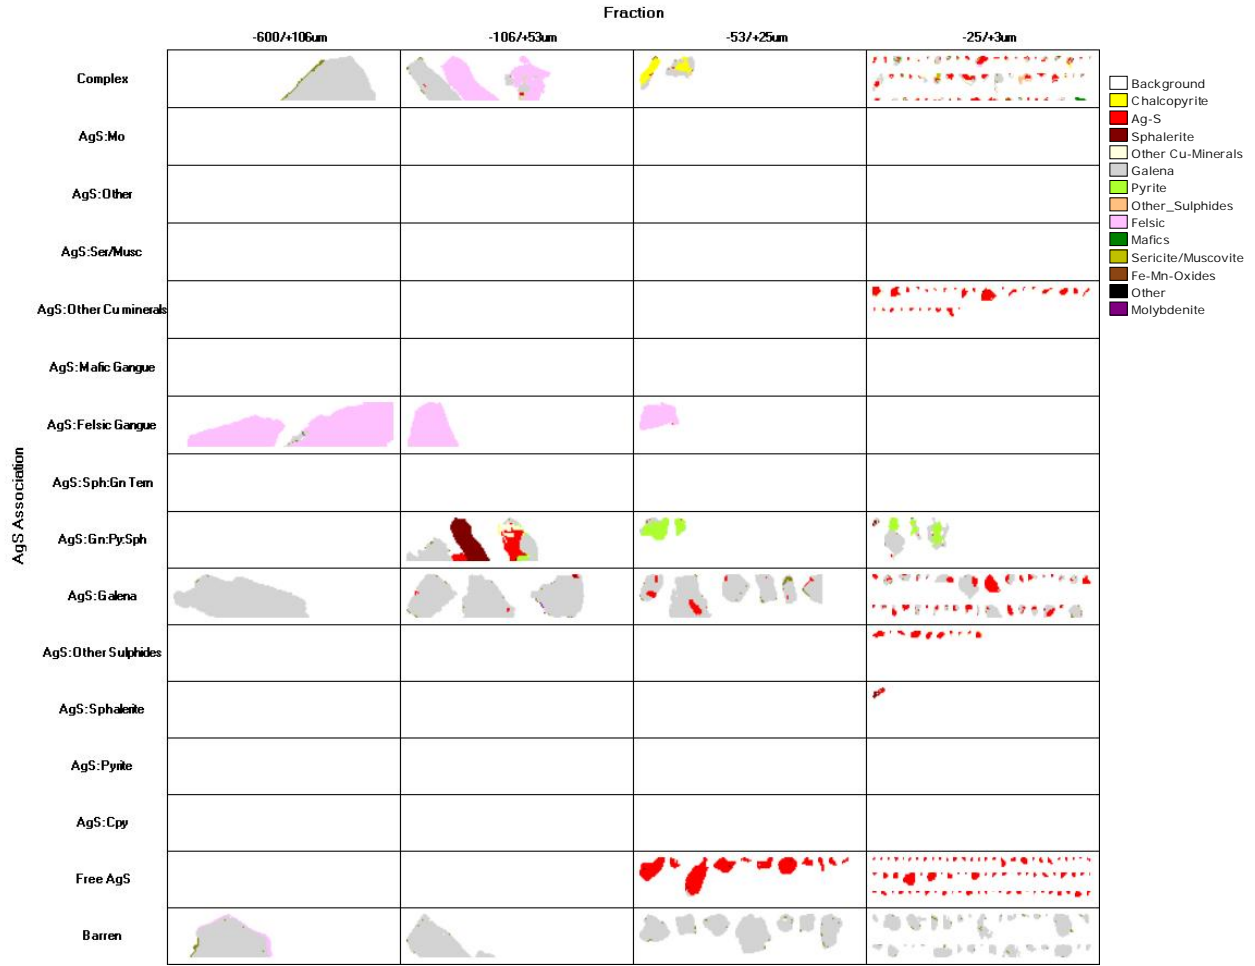 Fraction
-600/+106um
-106/+53um
-53/+25um
-25/+3um
AgS Association
Complex
AgS:Mo
AgS:Other
AgS:Ser/Musc
AgS:Other Cu minerals
AgS:Mafic Gangue
AgS:Felsic Gangue
AgS:Sph:Gn Tern
AgS:Gn:Py:Sph
AgS:Galena
AgS:Other Sulphides
AgS:Sphalerite
AgS:Pyrite
AgS:Cpy
Free AgS
Barren
Background
Chalcopyrite
Ag-S
Sphalerite
Other Cu-Minerals
Galena
Pyrite
Other_Sulphides
Felsic
Mafics
Sericite/Muscovite
Fe-Mn-Oxides
Other
Molybdenite